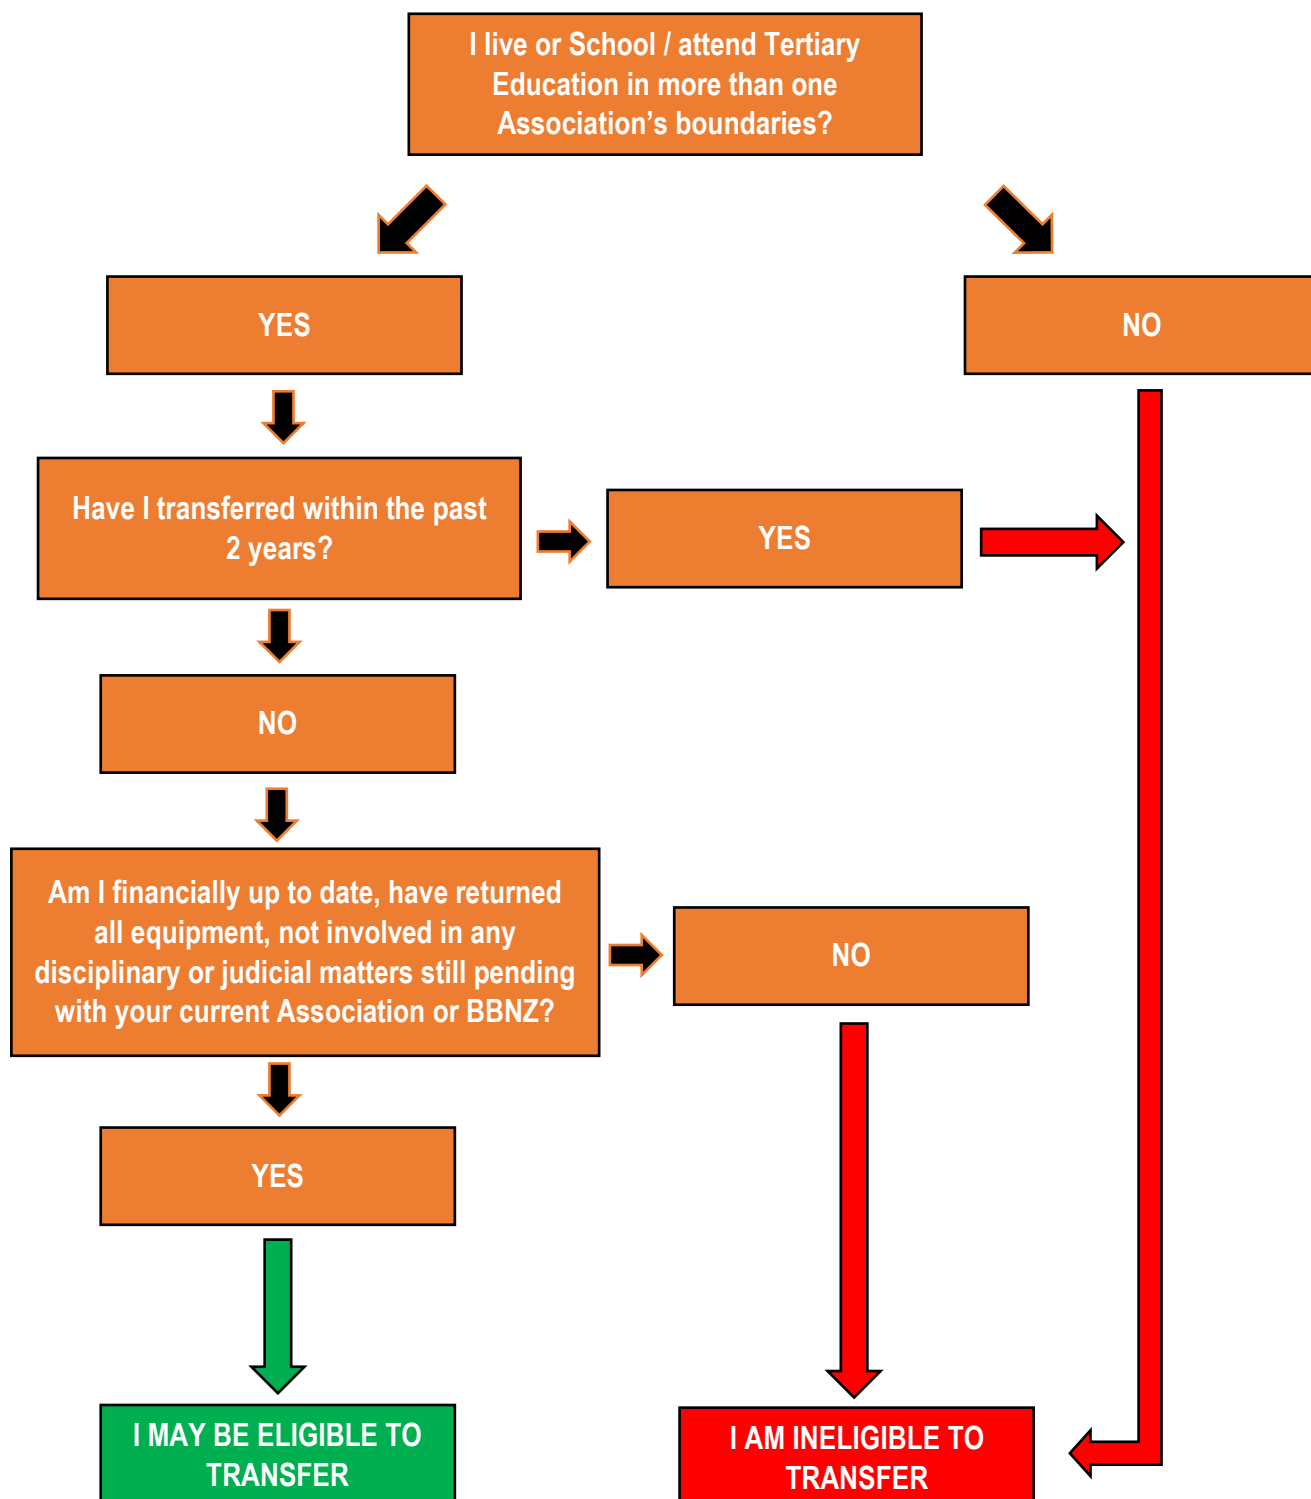 I live or School / attend Tertiary
Education in more than one
Association's boundaries?
YES
NO
Have I transferred within the past
2 years?
YES
NO
Am I financially up to date, have returned
all equipment, not involved in any
disciplinary or judicial matters still pending
with your current Association or BBNZ?
NO
YES
I MAY BE ELIGIBLE TO
TRANSFER
I AM INELIGIBLE TO
TRANSFER